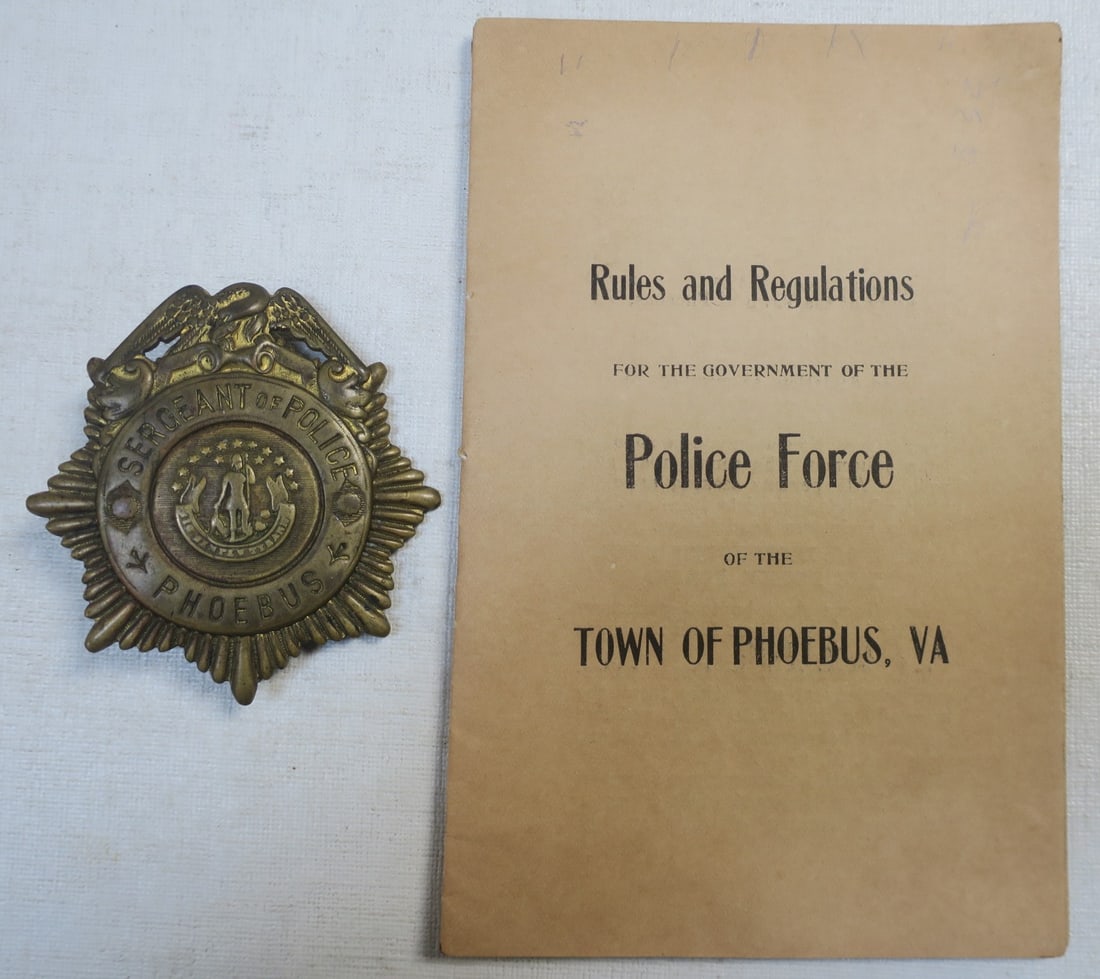 SERGEANT OF POLICE
PHOEBUS
Rules and Regulations
FOR THE GOVERNMENT OF THE
Police Force
OF THE
TOWN OF PHOEBUS, VA